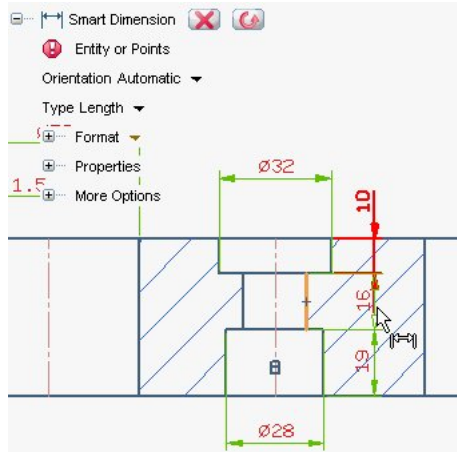 Smart Dimension
Entity or Points
Orientation Automatic
Type Length
Format
Properties
1.5
More Options
Ø32
10
16
19
B
Ø28